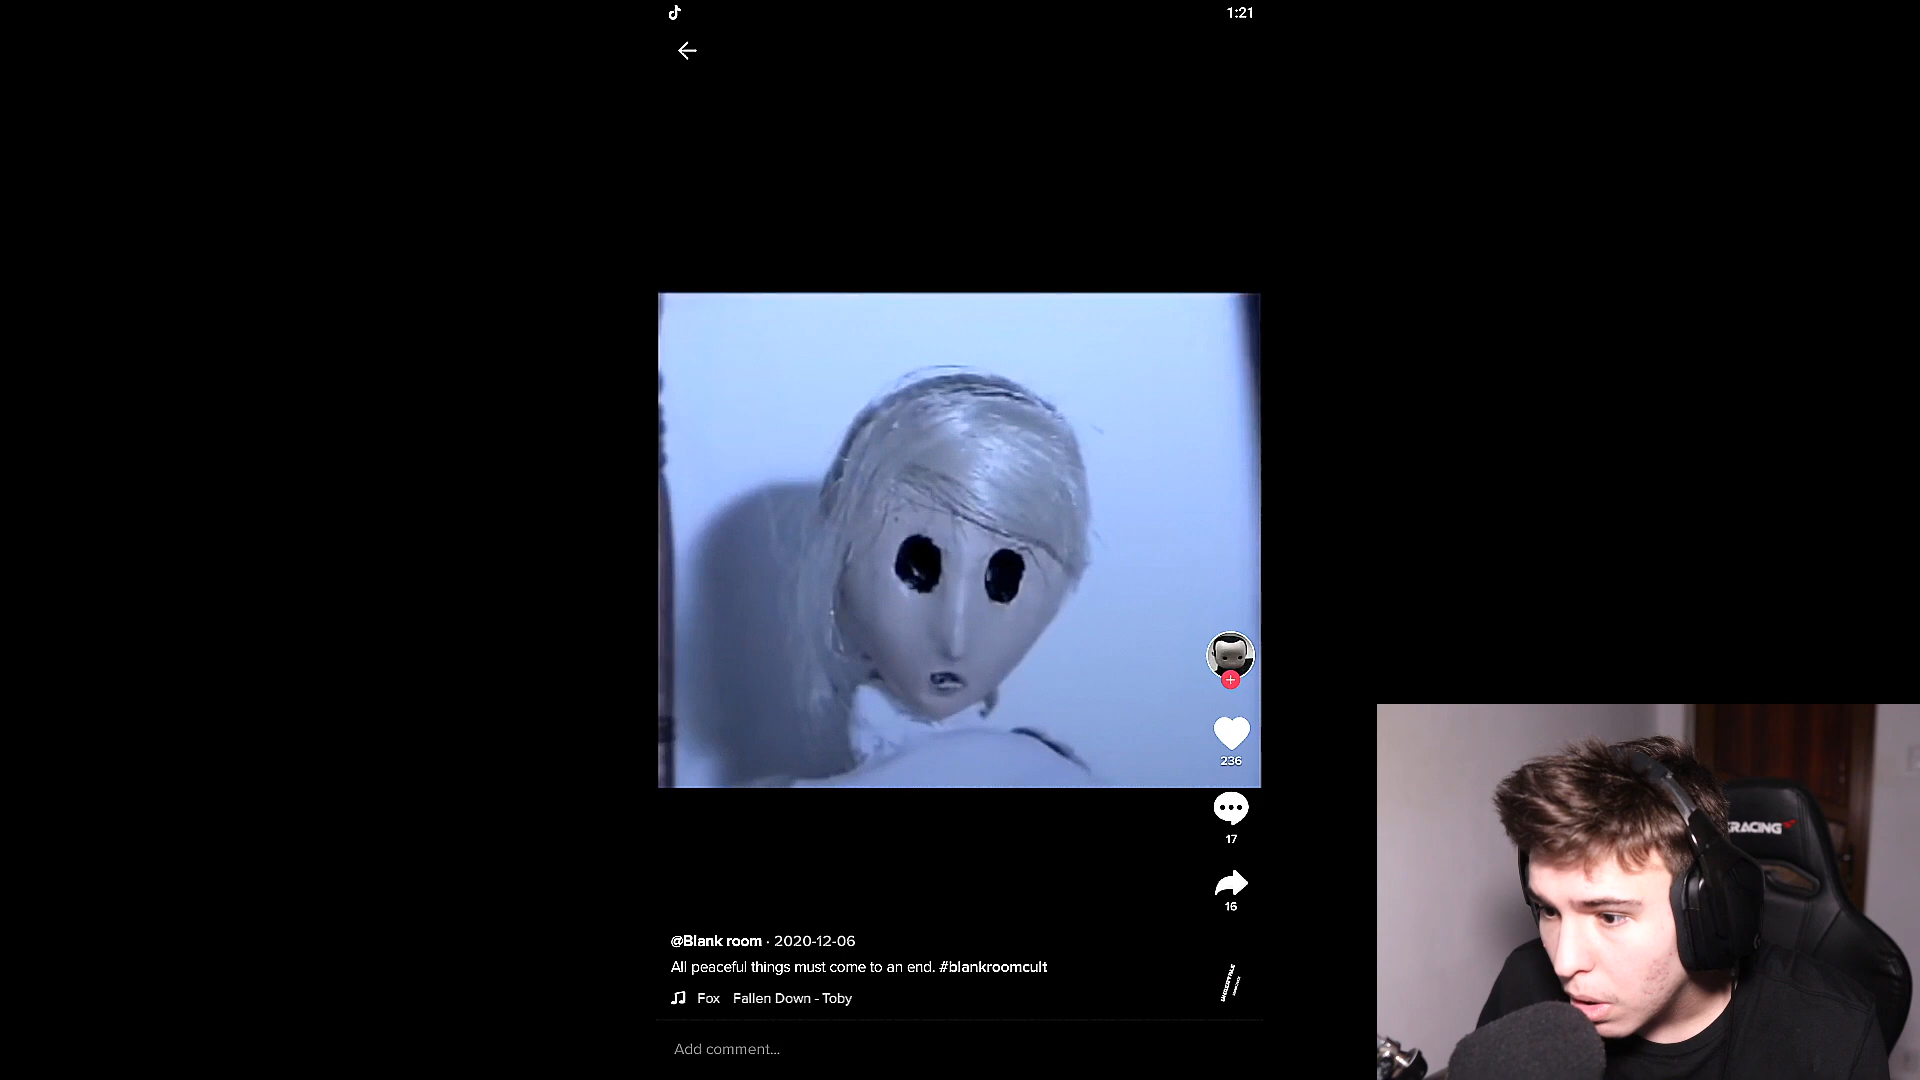 1:21
236
17
16
@Blank room · 2020-12-06
All peaceful things must come to an end. #blankroomcult
Fox Fallen Down - Toby
UNDERTALE
Add comment...
RACING